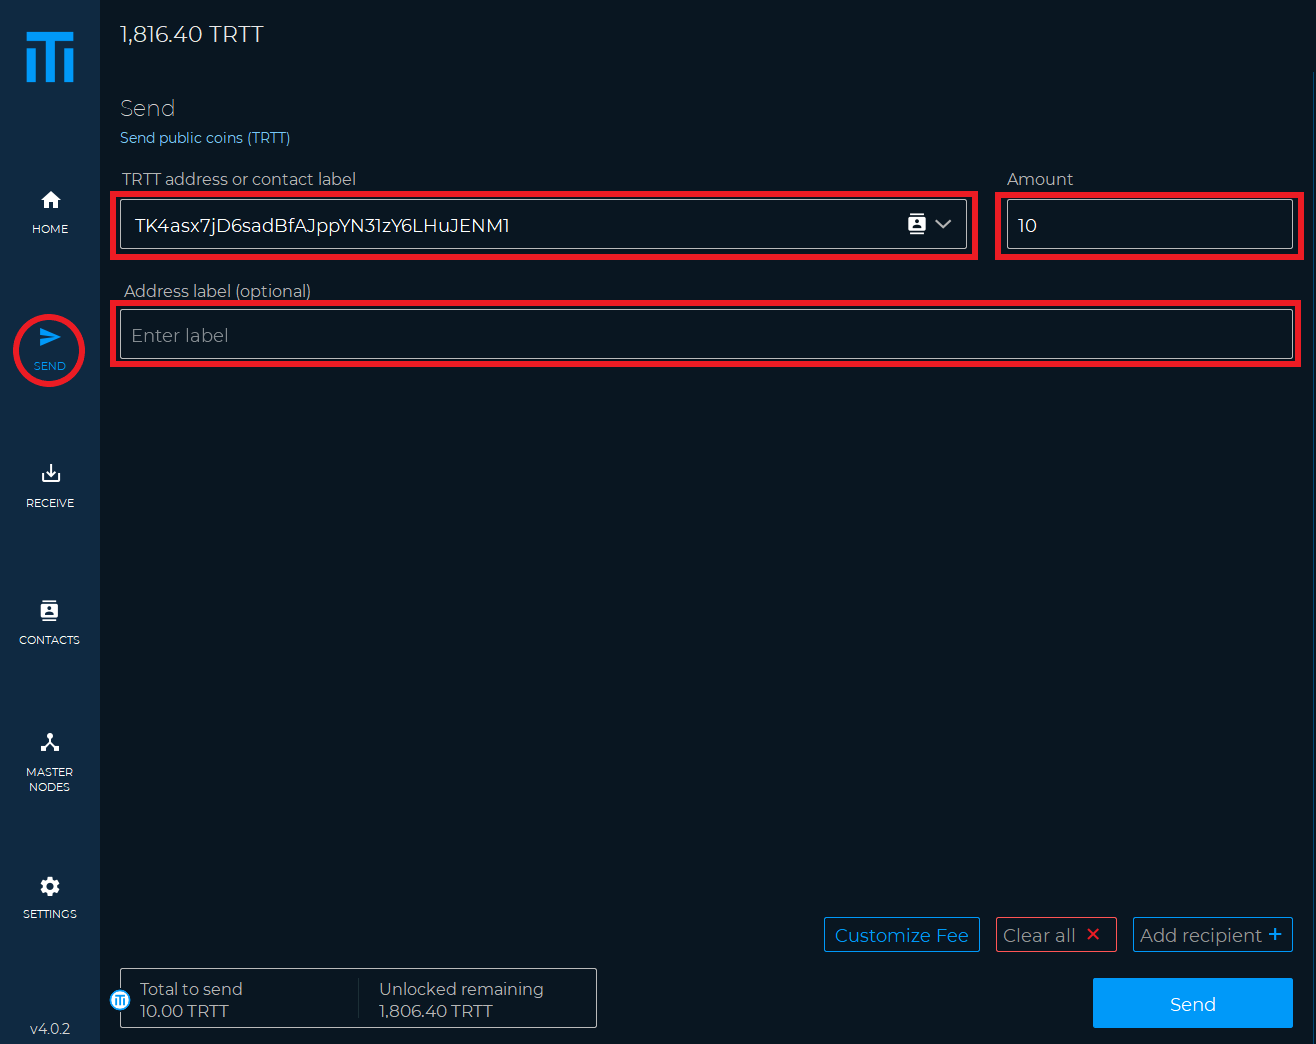 1,816.40 TRTT
Send
Send public coins (TRTT)
TRTT address or contact label
Amount
TK4asx7jD6sadBfAJppYN31zY6LHuJENM1
10
Address label (optional)
Enter label
HOME
SEND
RECEIVE
CONTACTS
MASTER
NODES
SETTINGS
v4.0.2
Customize Fee
Clear all
Add recipient +
Total to send
10.00 TRTT
Unlocked remaining
1,806.40 TRTT
Send